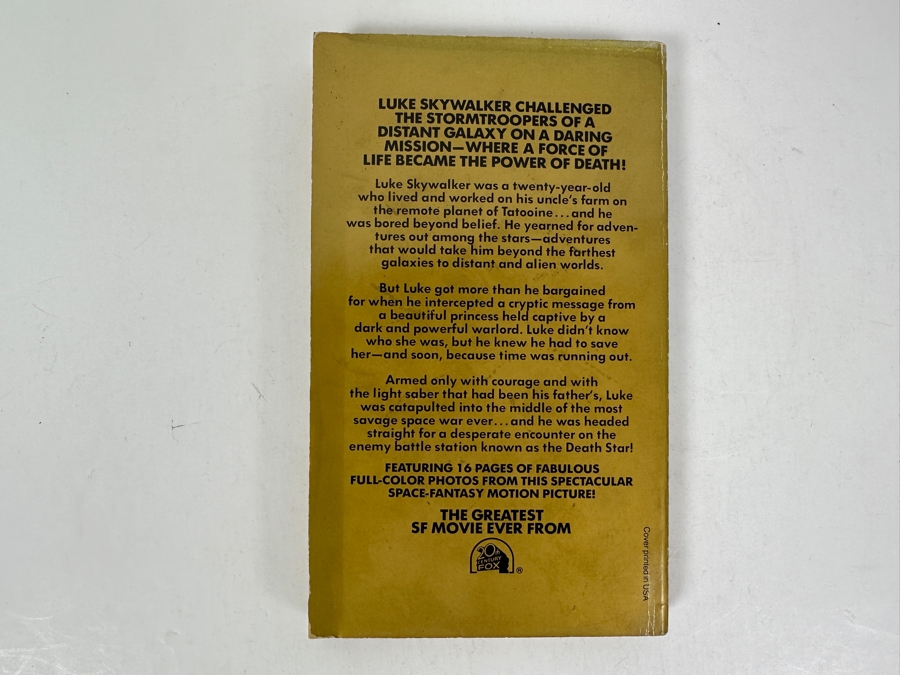 LUKE SKYWALKER CHALLENGED
THE STORMTROOPERS OF A
DISTANT GALAXY ON A DARING
MISSION—WHERE A FORCE OF
LIFE BECAME THE POWER OF DEATH!
Luke Skywalker was a twenty-year-old
who lived and worked on his uncle's farm on
the remote planet of Tatooine...and he
was bored beyond belief. He yearned for adven-
tures out among the stars—adventures
that would take him beyond the farthest
galaxies to distant and alien worlds.
But Luke got more than he bargained
for when he intercepted a cryptic message from
a beautiful princess held captive by a
dark and powerful warlord. Luke didn't know
who she was, but he knew he had to save
her—and soon, because time was running out.
Armed only with courage and with
the light saber that had been his father's, Luke
was catapulted into the middle of the most
savage space war ever...and he was headed
straight for a desperate encounter on the
enemy battle station known as the Death Star!
FEATURING 16 PAGES OF FABULOUS
FULL-COLOR PHOTOS FROM THIS SPECTACULAR
SPACE-FANTASY MOTION PICTURE!
THE GREATEST
SF MOVIE EVER FROM
20th
CENTURY
FOX ®
Cover printed in USA